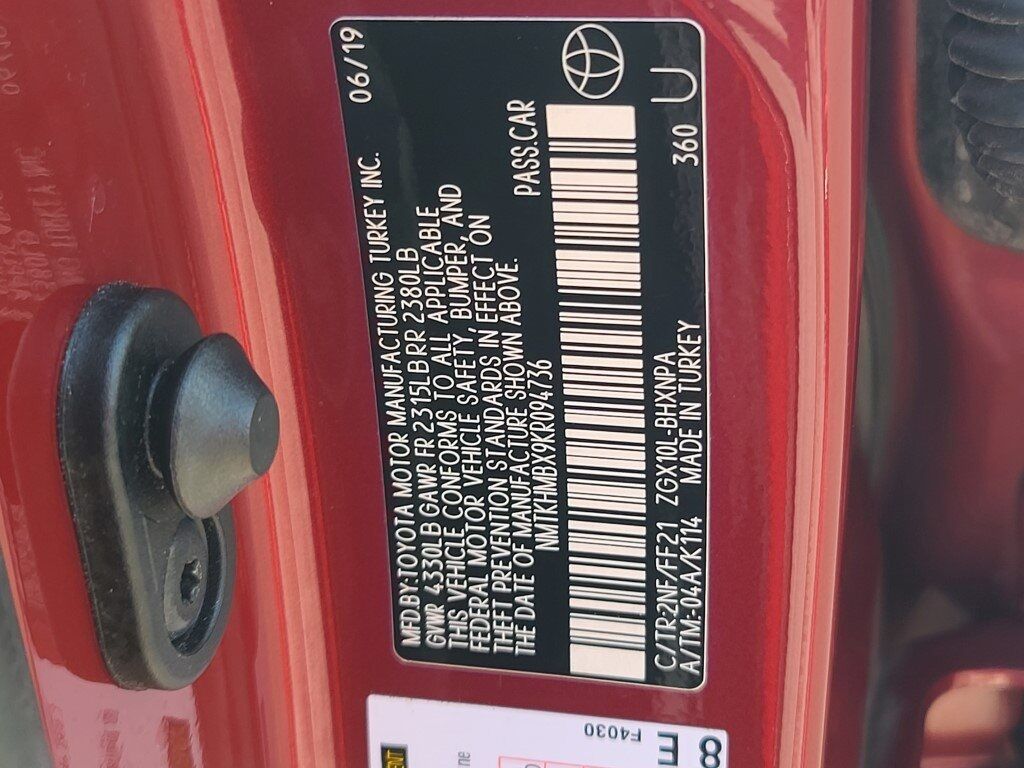 MFD.BY:TOYOTA MOTOR MANUFACTURING TURKEY INC. 06/19
GVWR 4330LB GAWR FR 2315LB RR 2380LB
THIS VEHICLE CONFORMS TO ALL APPLICABLE
FEDERAL MOTOR VEHICLE SAFETY, BUMPER, AND
THEFT PREVENTION STANDARDS IN EFFECT ON
THE DATE OF MANUFACTURE SHOWN ABOVE.
NMTKHMBX9KR094736 PASS.CAR
C/TR:2NF/FF21 ZGX10L-BHXNPA
A/TM:-04A/K114 MADE IN TURKEY 360 U
F4030